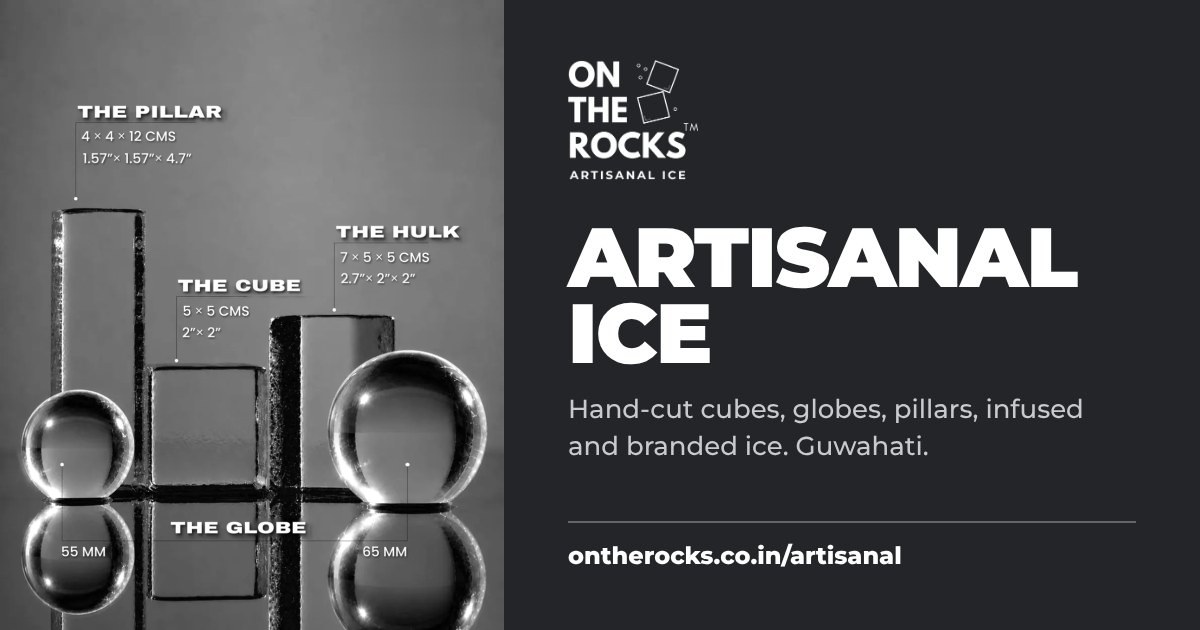 THE PILLAR
4 × 4 × 12 CMS
1.57”× 1.57”× 4.7”
THE HULK
7 × 5 × 5 CMS
2.7”× 2”× 2”
THE CUBE
5 × 5 CMS
2”× 2”
THE GLOBE
55 MM
65 MM
ON
THE
ROCKS™
ARTISANAL ICE
ARTISANAL
ICE
Hand-cut cubes, globes, pillars, infused
and branded ice. Guwahati.
ontherocks.co.in/artisanal